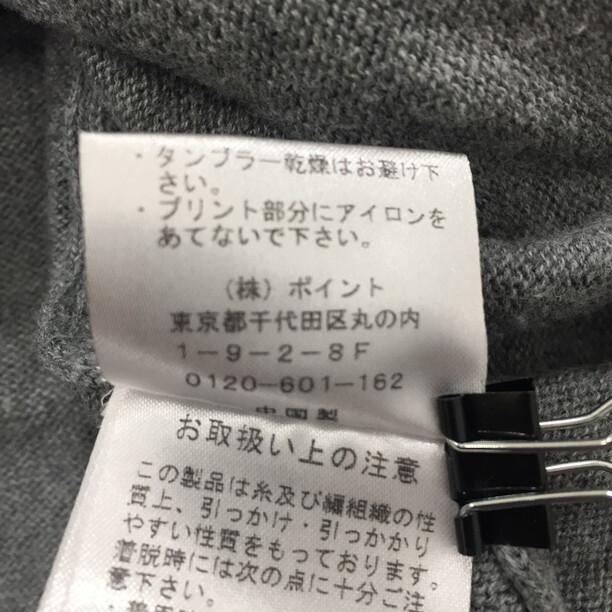 ・タンブラー乾燥はお避け下
さい。
・プリント部分にアイロンを
あてないで下さい。
(株)ポイント
東京都千代田区丸の内
1-9-2-8F
0120-601-162
中国製
お取扱い上の注意
この製品は糸及び編組織の性
質上、引っかけ・引っかかり
やすい性質をもっております。
着脱時には次の点に十分ご注
意下さい。